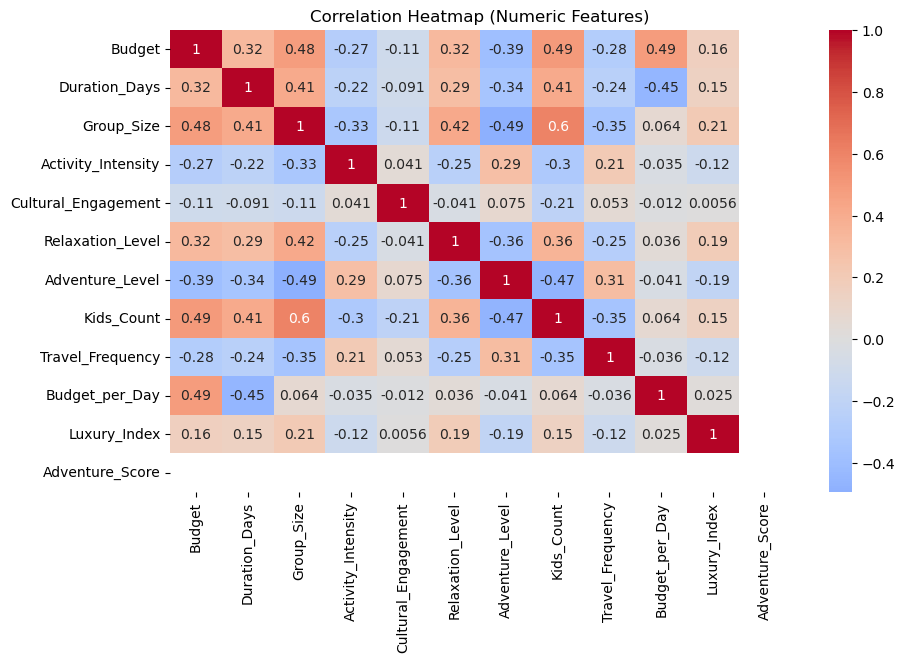 Correlation Heatmap (Numeric Features)
Budget 1 0.32 0.48 -0.27 -0.11 0.32 -0.39 0.49 -0.28 0.49 0.16
Duration_Days 0.32 1 0.41 -0.22 -0.091 0.29 -0.34 0.41 -0.24 -0.45 0.15
Group_Size 0.48 0.41 1 -0.33 -0.11 0.42 -0.49 0.6 -0.35 0.064 0.21
Activity_Intensity -0.27 -0.22 -0.33 1 0.041 -0.25 0.29 -0.3 0.21 -0.035 -0.12
Cultural_Engagement -0.11 -0.091 -0.11 0.041 1 -0.041 0.075 -0.21 0.053 -0.012 0.0056
Relaxation_Level 0.32 0.29 0.42 -0.25 -0.041 1 -0.36 0.36 -0.25 0.036 0.19
Adventure_Level -0.39 -0.34 -0.49 0.29 0.075 -0.36 1 -0.47 0.31 -0.041 -0.19
Kids_Count 0.49 0.41 0.6 -0.3 -0.21 0.36 -0.47 1 -0.35 0.064 0.15
Travel_Frequency -0.28 -0.24 -0.35 0.21 0.053 -0.25 0.31 -0.35 1 -0.036 -0.12
Budget_per_Day 0.49 -0.45 0.064 -0.035 -0.012 0.036 -0.041 0.064 -0.036 1 0.025
Luxury_Index 0.16 0.15 0.21 -0.12 0.0056 0.19 -0.19 0.15 -0.12 0.025 1
Adventure_Score
Budget
Duration_Days
Group_Size
Activity_Intensity
Cultural_Engagement
Relaxation_Level
Adventure_Level
Kids_Count
Travel_Frequency
Budget_per_Day
Luxury_Index
Adventure_Score
1.0
0.8
0.6
0.4
0.2
0.0
−0.2
−0.4